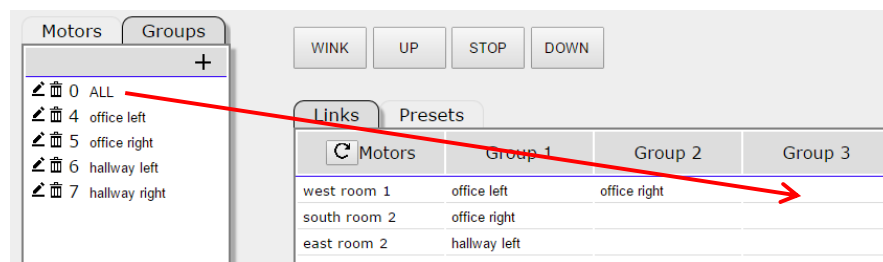 Motors Groups
+
0 ALL
4 office left
5 office right
6 hallway left
7 hallway right
WINK UP STOP DOWN
Links Presets
Motors Group 1 Group 2 Group 3
west room 1 office left office right
south room 2 office right
east room 2 hallway left